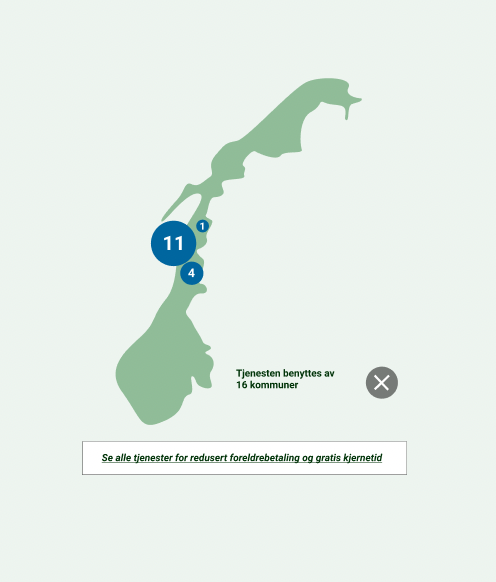 1
11
4
Tjenesten benyttes av
16 kommuner
Se alle tjenester for redusert foreldrebetaling og gratis kjernetid